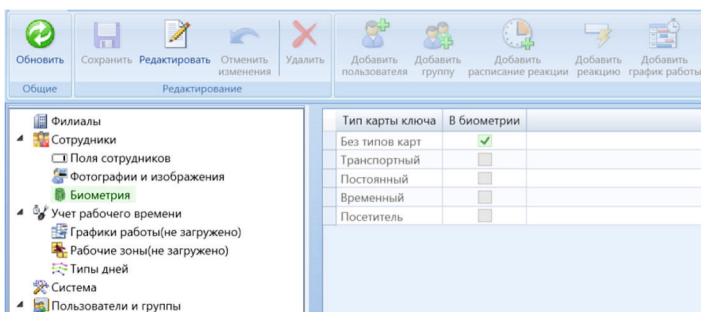 Обновить
Сохранить
Редактировать
Отменить
изменения
Удалить
Добавить
пользователя
Добавить
группу
Добавить
расписание реакции
Добавить
реакцию
Добавить
график работы
Общие
Редактирование
Филиалы
Сотрудники
Поля сотрудников
Фотографии и изображения
Биометрия
Учет рабочего времени
Графики работы(не загружено)
Рабочие зоны(не загружено)
Типы дней
Система
Пользователи и группы
Тип карты ключа В биометрии
Без типов карт
Транспортный
Постоянный
Временный
Посетитель